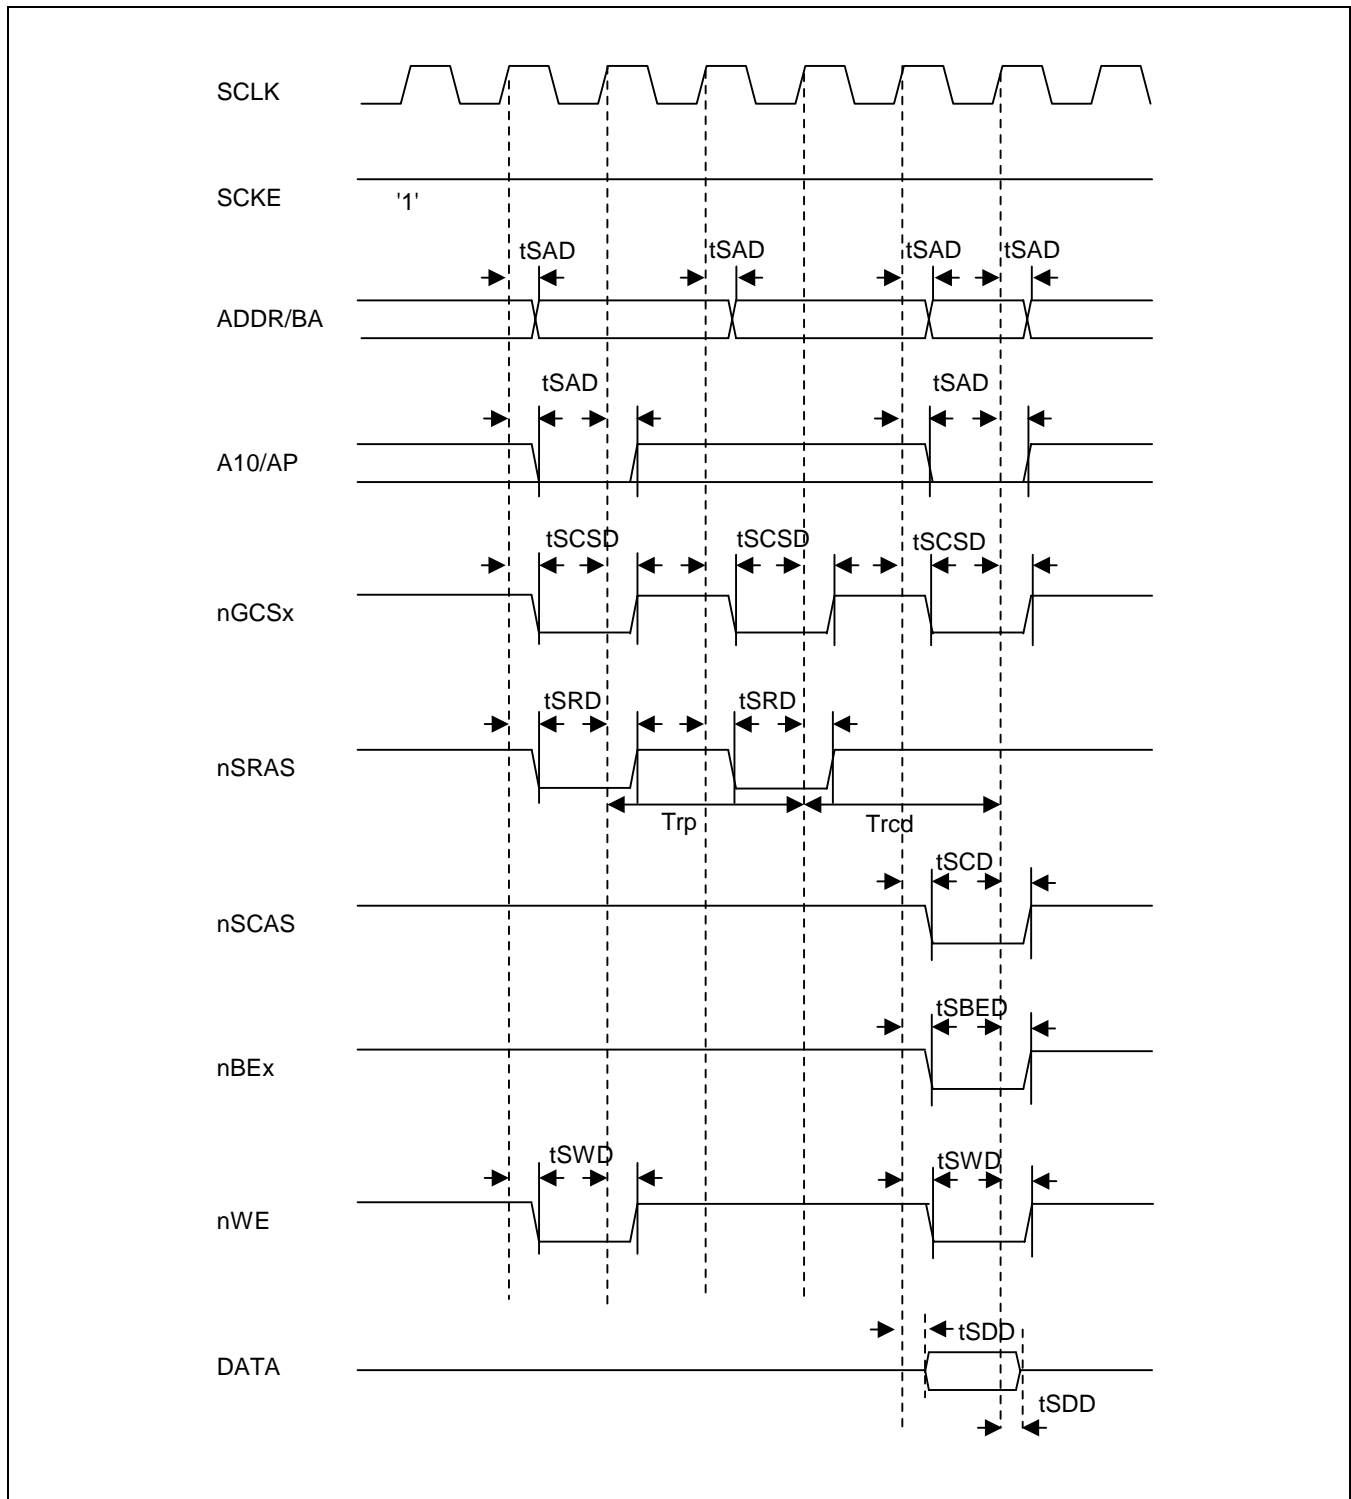 SCLK
SCKE
'1'
tSAD tSAD tSAD tSAD
ADDR/BA
tSAD tSAD
A10/AP
tSCSD tSCSD tSCSD
nGCSx
tSRD tSRD
nSRAS
Trp Trcd
tSCD
nSCAS
tSBED
nBEx
tSWD tSWD
nWE
tSDD
DATA
tSDD